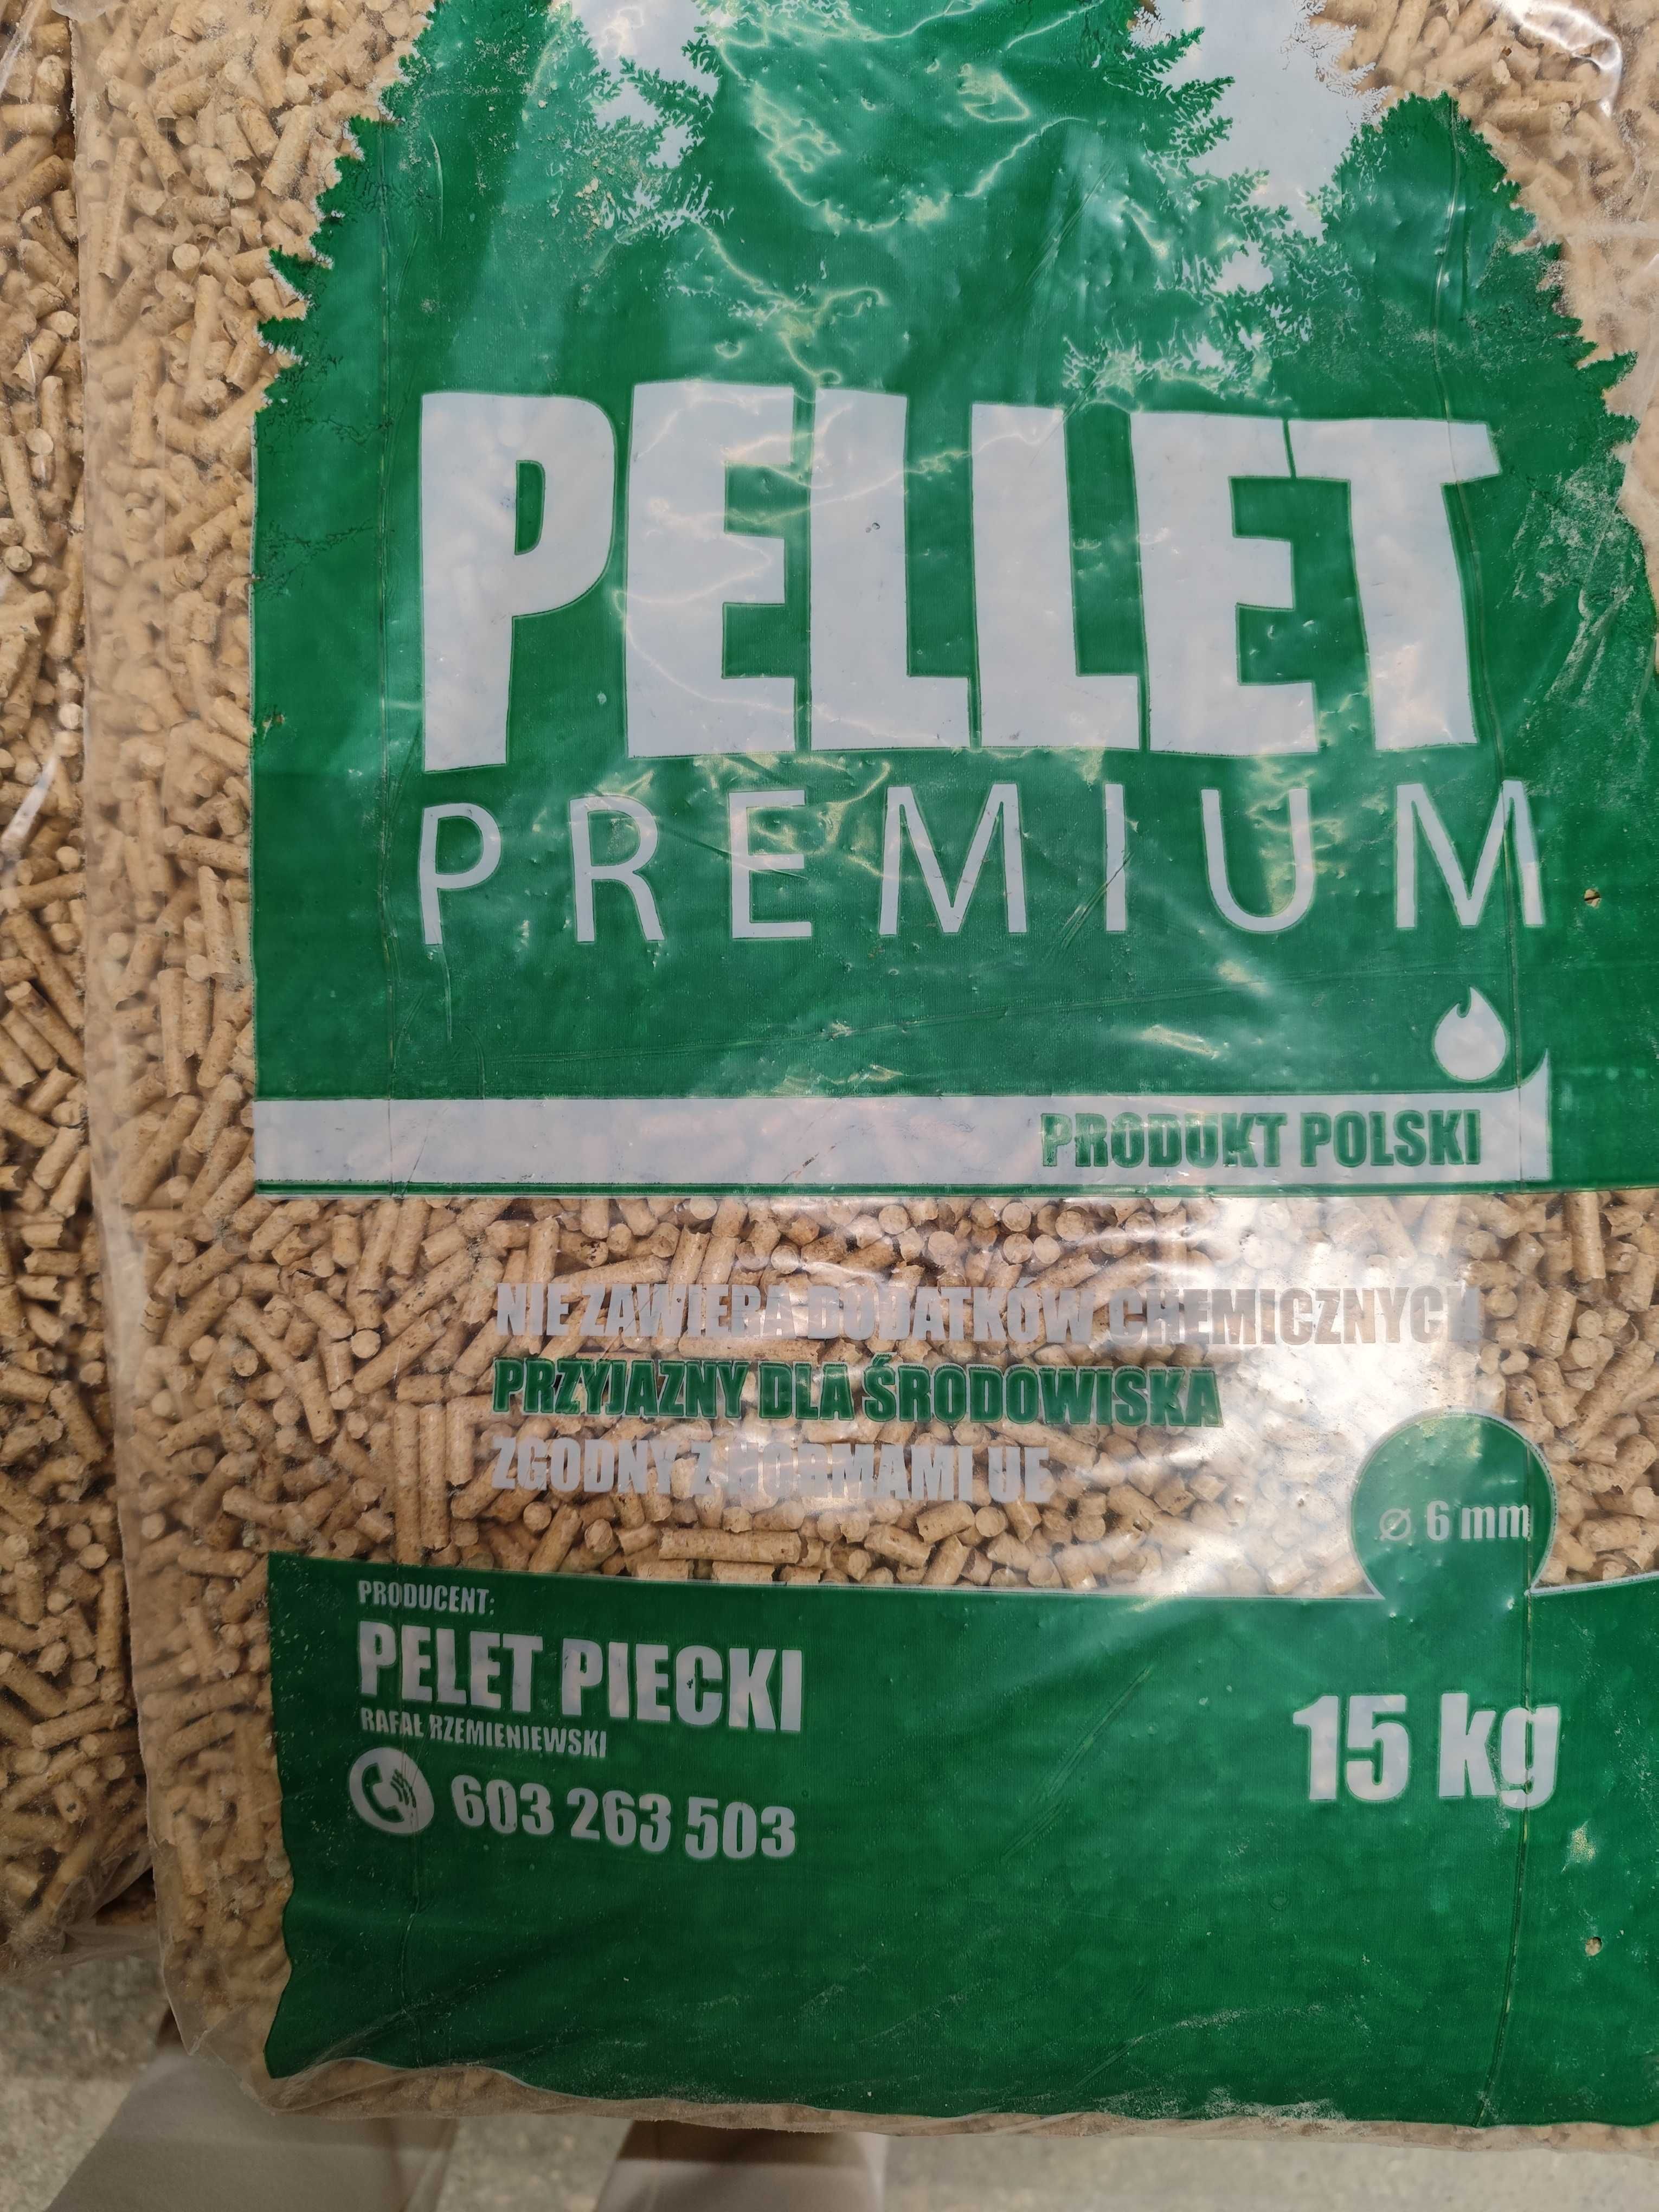 PELLET
PREMIUM
PRODUKT POLSKI
NIE ZAWIERA DODATKÓW CHEMICZNYCH
PRZYJAZNY DLA ŚRODOWISKA
ZGODNY Z NORMAMI UE
⌀ 6 mm
PRODUCENT:
PELET PIECKI
RAFAŁ RZEMIENIEWSKI
603 263 503
15 kg